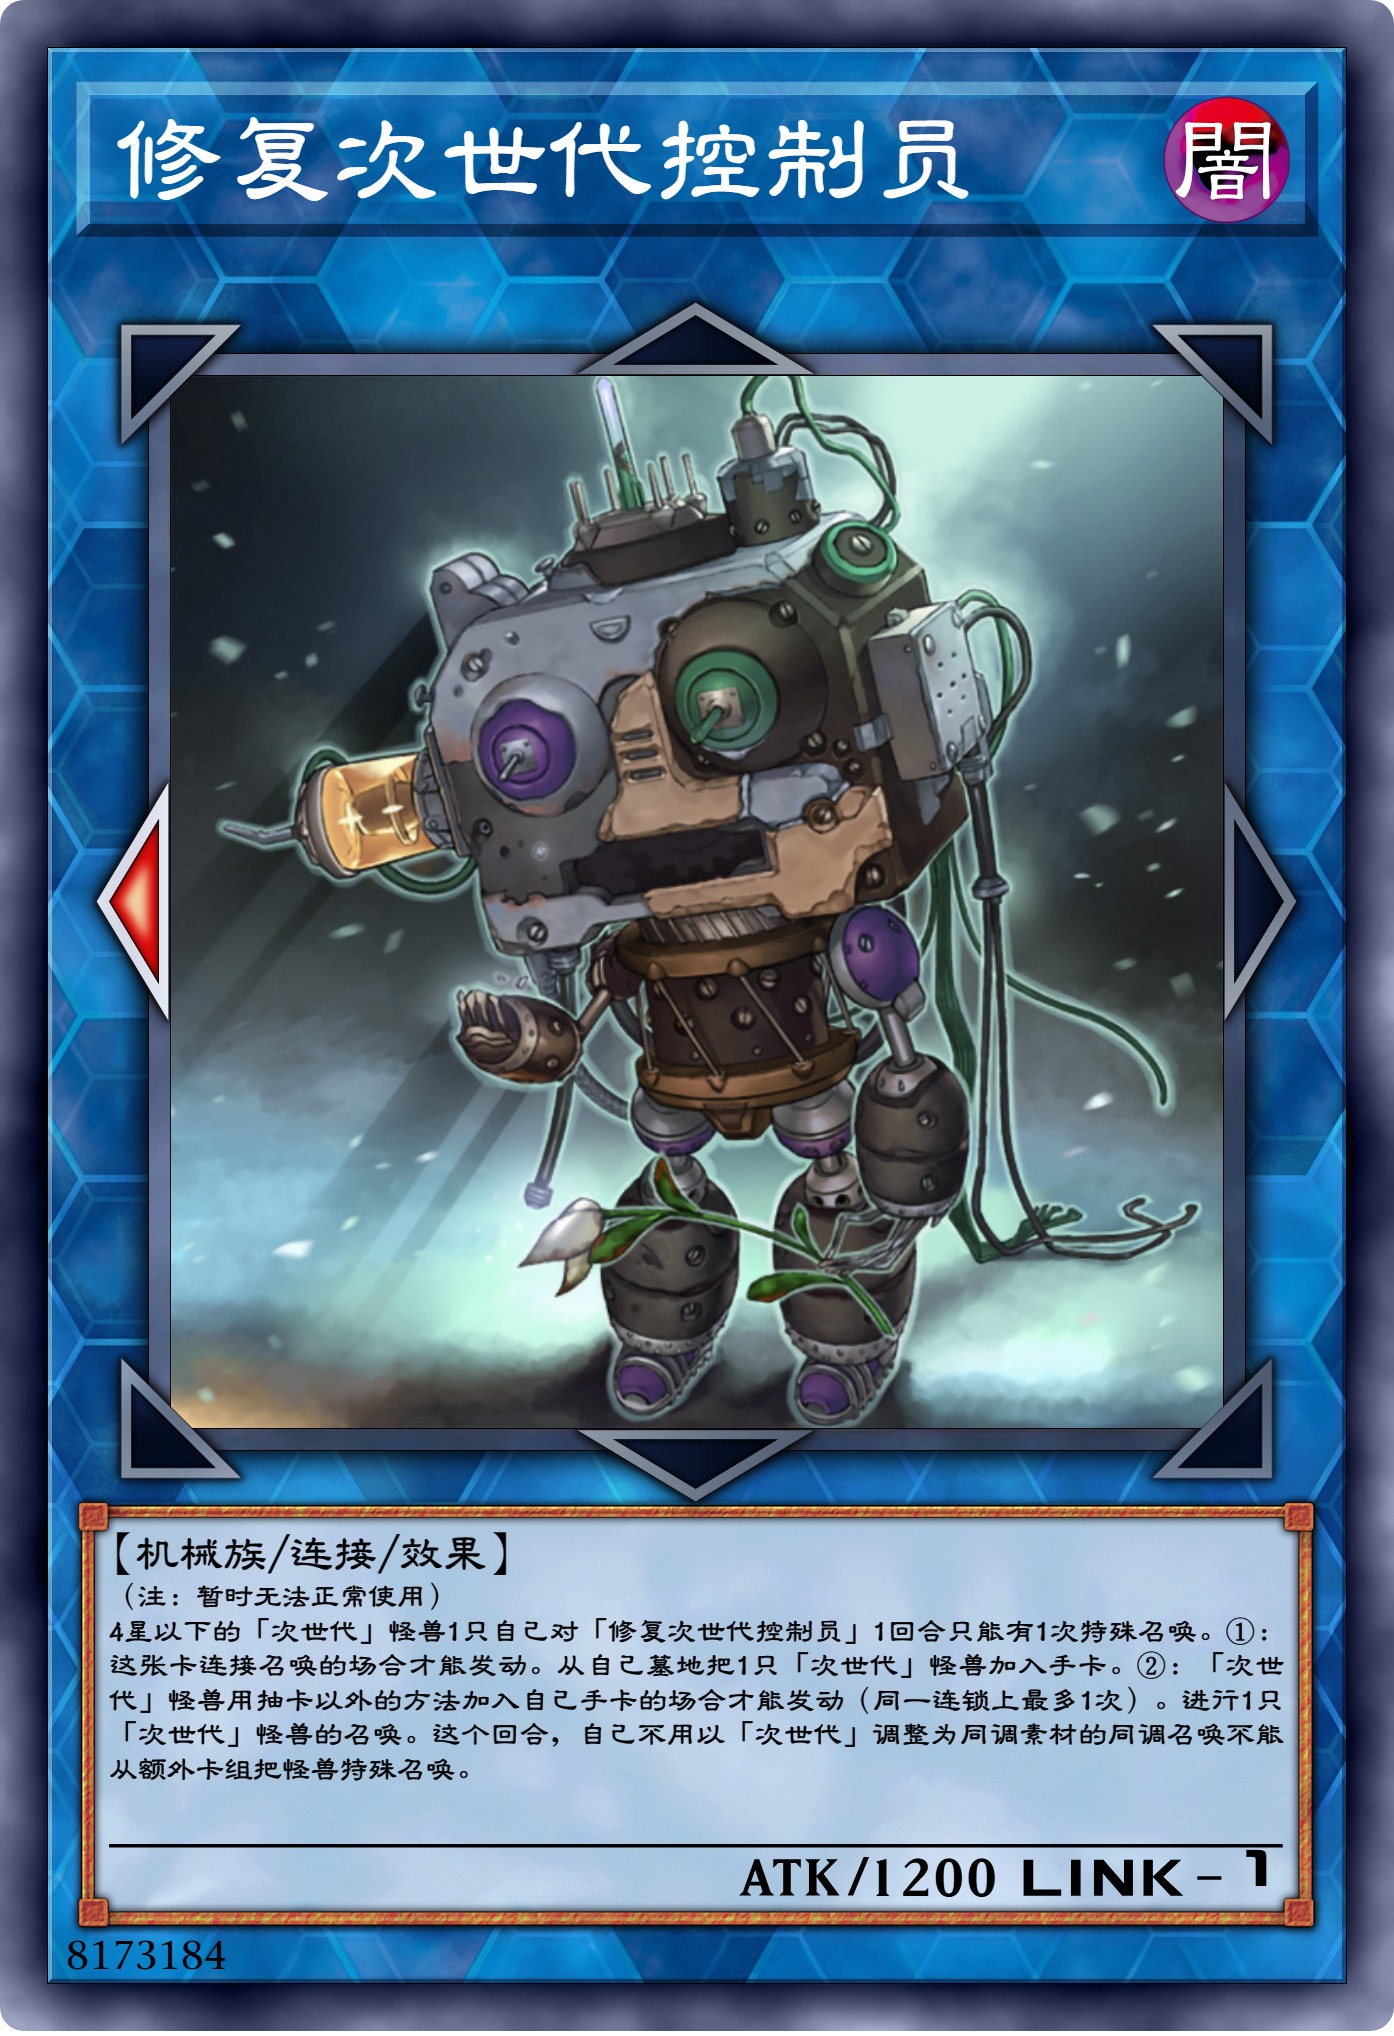 修复次世代控制员
闇
【机械族/连接/效果】
（注：暂时无法正常使用）
4星以下的「次世代」怪兽1只自己对「修复次世代控制员」1回合只能有1次特殊召唤。①：
这张卡连接召唤的场合才能发动。从自己墓地把1只「次世代」怪兽加入手卡。②：「次世
代」怪兽用抽卡以外的方法加入自己手卡的场合才能发动（同一连锁上最多1次）。进行1只
「次世代」怪兽的召唤。这个回合，自己不用以「次世代」调整为同调素材的同调召唤不能
从额外卡组把怪兽特殊召唤。
ATK/1200 LINK-1
8173184